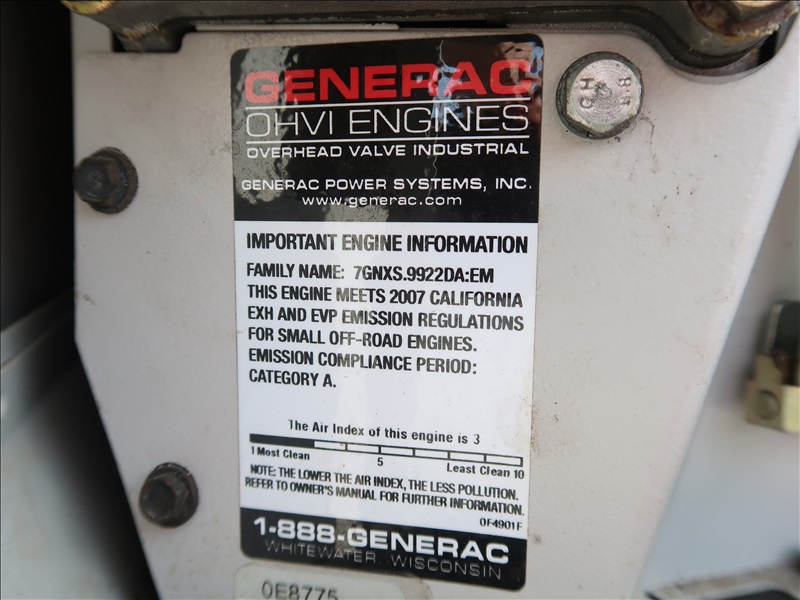 GENERAC
OHVI ENGINES
OVERHEAD VALVE INDUSTRIAL
GENERAC POWER SYSTEMS, INC.
www.generac.com
CH 8.8
IMPORTANT ENGINE INFORMATION
FAMILY NAME: 7GNXS.9922DA:EM
THIS ENGINE MEETS 2007 CALIFORNIA
EXH AND EVP EMISSION REGULATIONS
FOR SMALL OFF-ROAD ENGINES.
EMISSION COMPLIANCE PERIOD:
CATEGORY A.
The Air Index of this engine is 3
1 Most Clean 5 Least Clean 10
NOTE: THE LOWER THE AIR INDEX, THE LESS POLLUTION.
REFER TO OWNER'S MANUAL FOR FURTHER INFORMATION.
0F4901F
1-888-GENERAC
WHITEWATER, WISCONSIN
0E8775